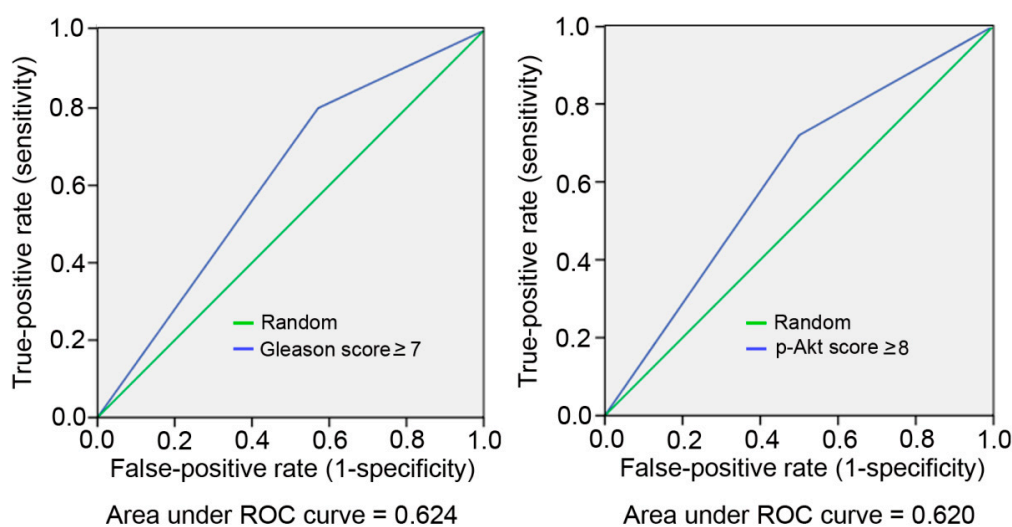 True-positive rate (sensitivity)
1.0
0.8
0.6
0.4
0.2
0.0
Random
Gleason score ≥ 7
0.0 0.2 0.4 0.6 0.8 1.0
False-positive rate (1-specificity)
Area under ROC curve = 0.624
True-positive rate (sensitivity)
1.0
0.8
0.6
0.4
0.2
0.0
Random
p-Akt score ≥8
0.0 0.2 0.4 0.6 0.8 1.0
False-positive rate (1-specificity)
Area under ROC curve = 0.620